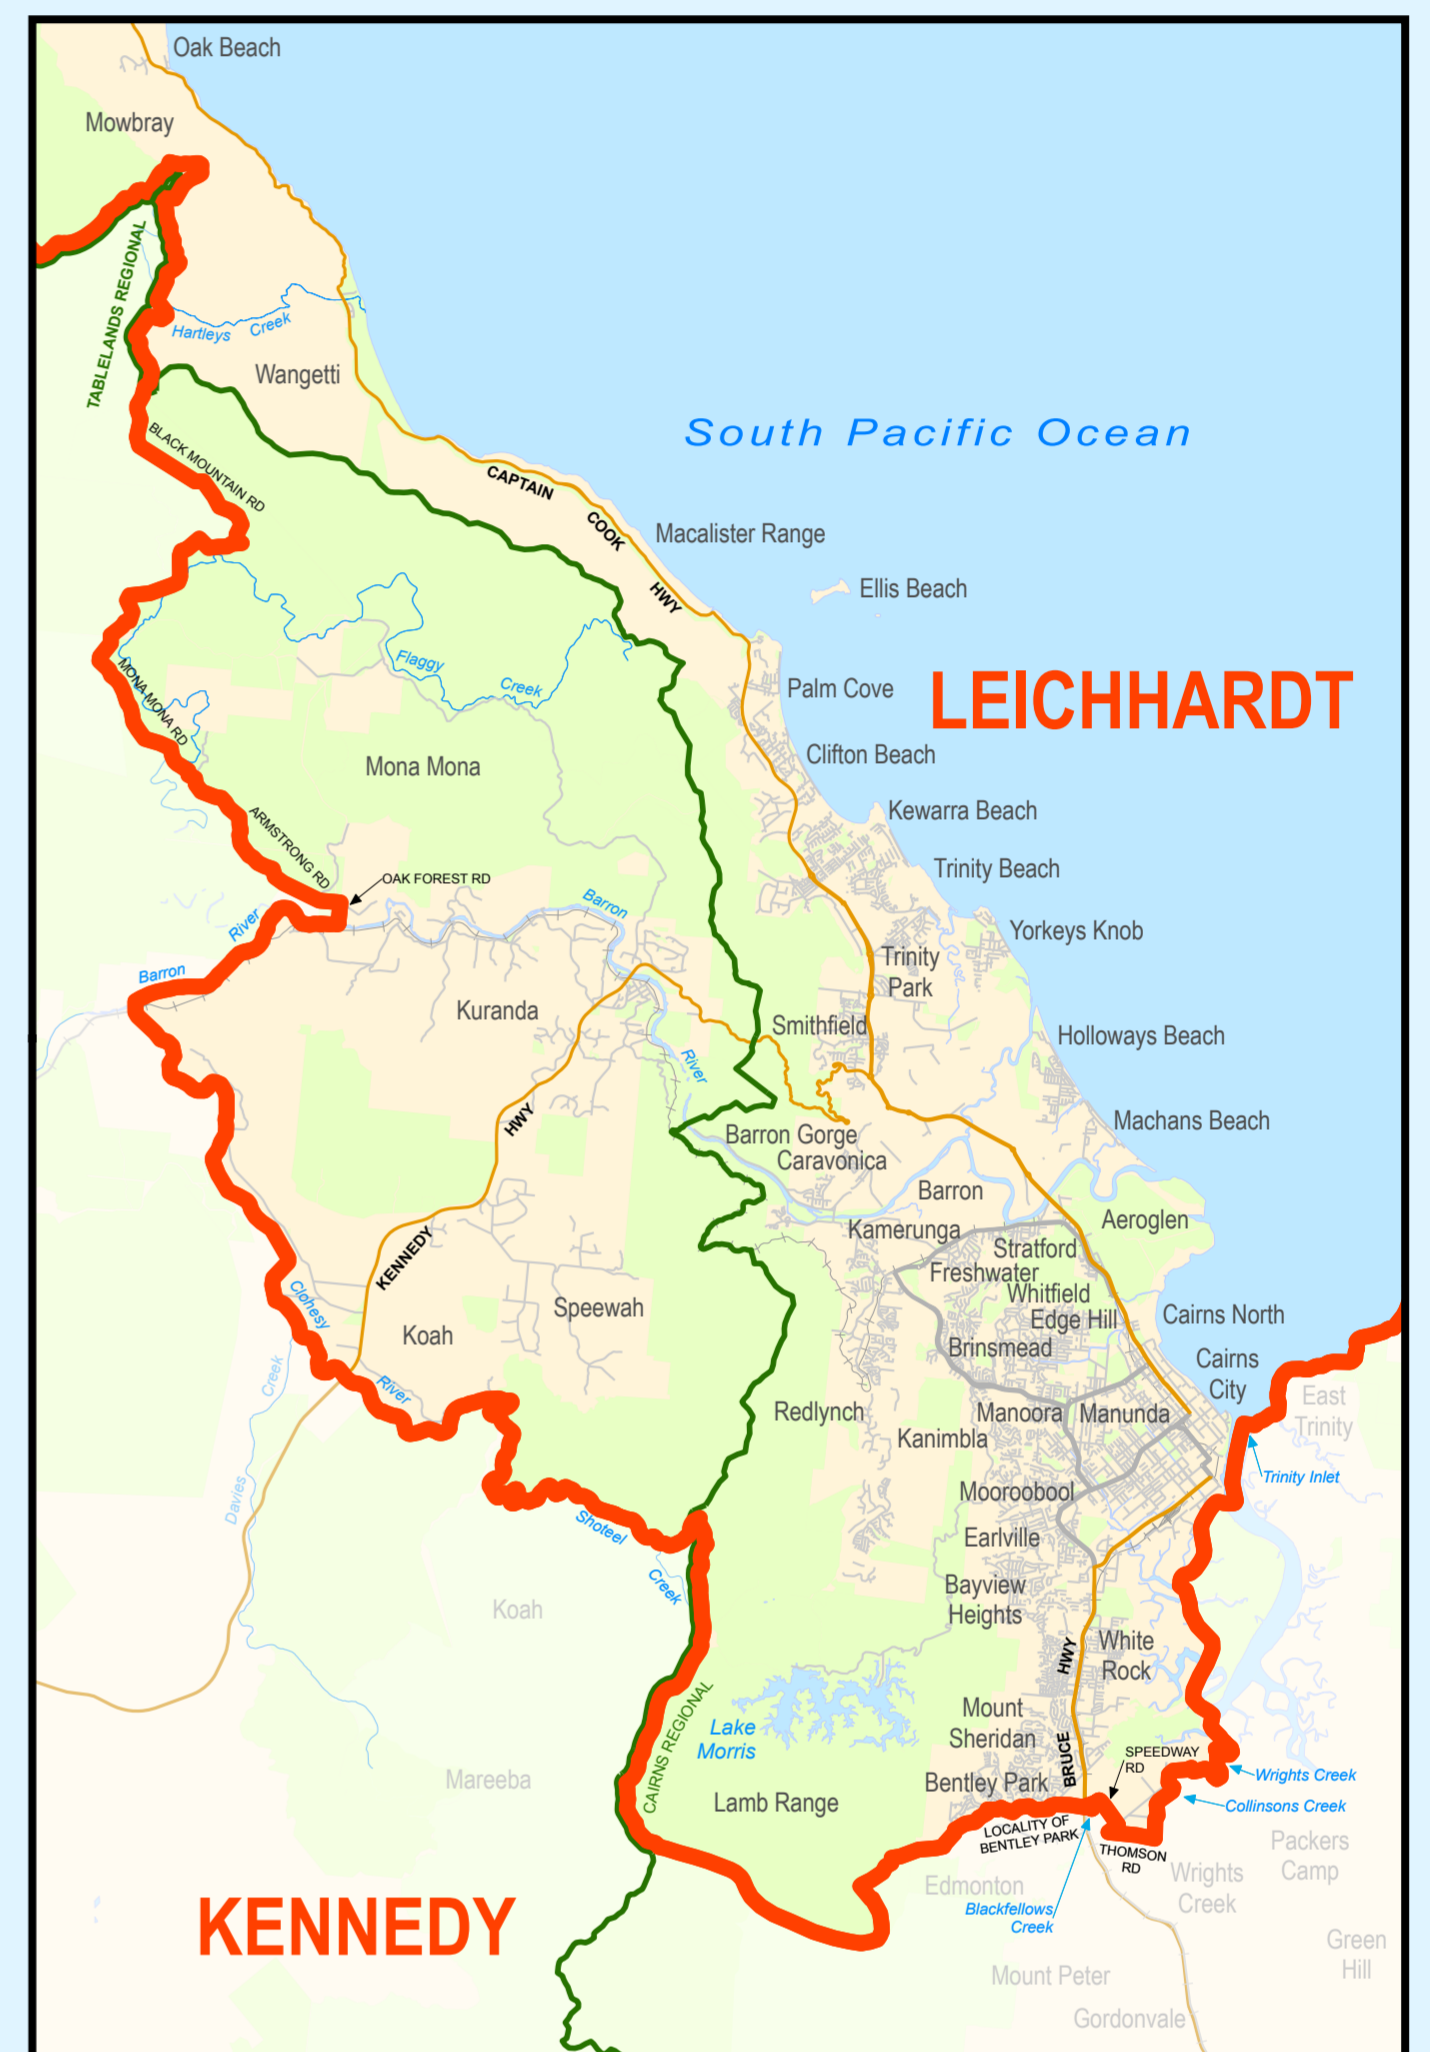 Oak Beach
Mowbray
TABLELANDS REGIONAL
Hartleys Creek
Wangetti
BLACK MOUNTAIN RD
South Pacific Ocean
CAPTAIN
COOK
HWY
Macalister Range
Ellis Beach
Flaggy
Creek
MONA MONA RD
Palm Cove
LEICHHARDT
Clifton Beach
Mona Mona
Kewarra Beach
ARMSTRONG RD
Trinity Beach
OAK FOREST RD
Barron
River
Yorkeys Knob
Trinity
Park
Barron
Kuranda
Smithfield
Holloways Beach
River
HWY
Machans Beach
Barron Gorge
Caravonica
Barron
Aeroglen
Kamerunga
Stratford
KENNEDY
Freshwater
Whitfield
Clohesy
Speewah
Edge Hill
Cairns North
Koah
Brinsmead
Cairns
City
Creek
River
East
Trinity
Redlynch
Manoora
Manunda
Kanimbla
Trinity Inlet
Davies
Mooroobool
Shoteel
Earlville
Creek
Bayview
Heights
Koah
White
Rock
HWY
CAIRNS REGIONAL
Mount
Sheridan
Lake
Morris
BRUCE
SPEEDWAY
RD
Mareeba
Bentley Park
Wrights Creek
Lamb Range
Collinsons Creek
LOCALITY OF
BENTLEY PARK
THOMSON
RD
Packers
Camp
Wrights
Creek
Edmonton
Blackfellows
Creek
KENNEDY
Green
Hill
Mount Peter
Gordonvale